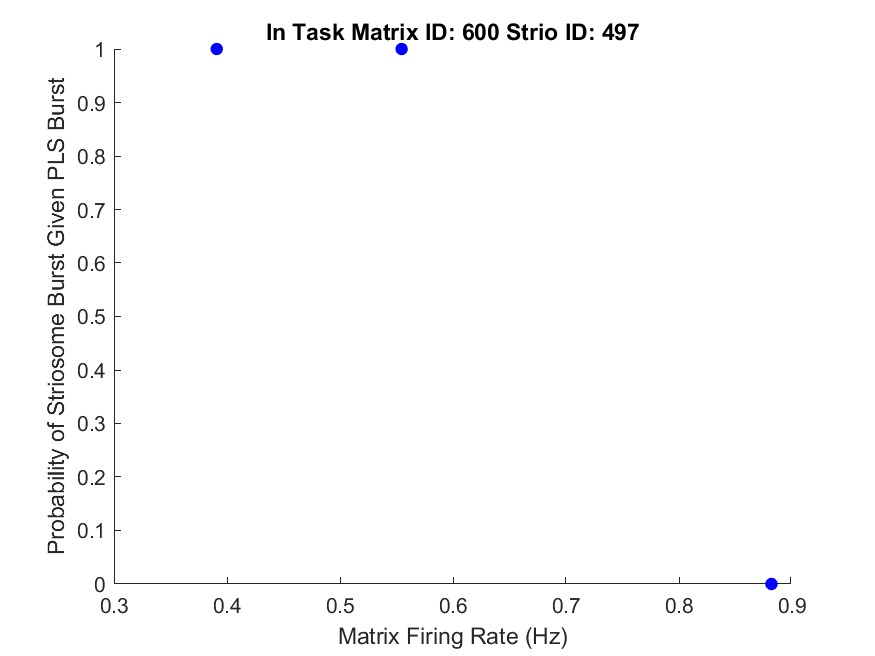 In Task Matrix ID: 600 Strio ID: 497
Probability of Striosome Burst Given PLS Burst
1
0.9
0.8
0.7
0.6
0.5
0.4
0.3
0.2
0.1
0
0.3 0.4 0.5 0.6 0.7 0.8 0.9
Matrix Firing Rate (Hz)